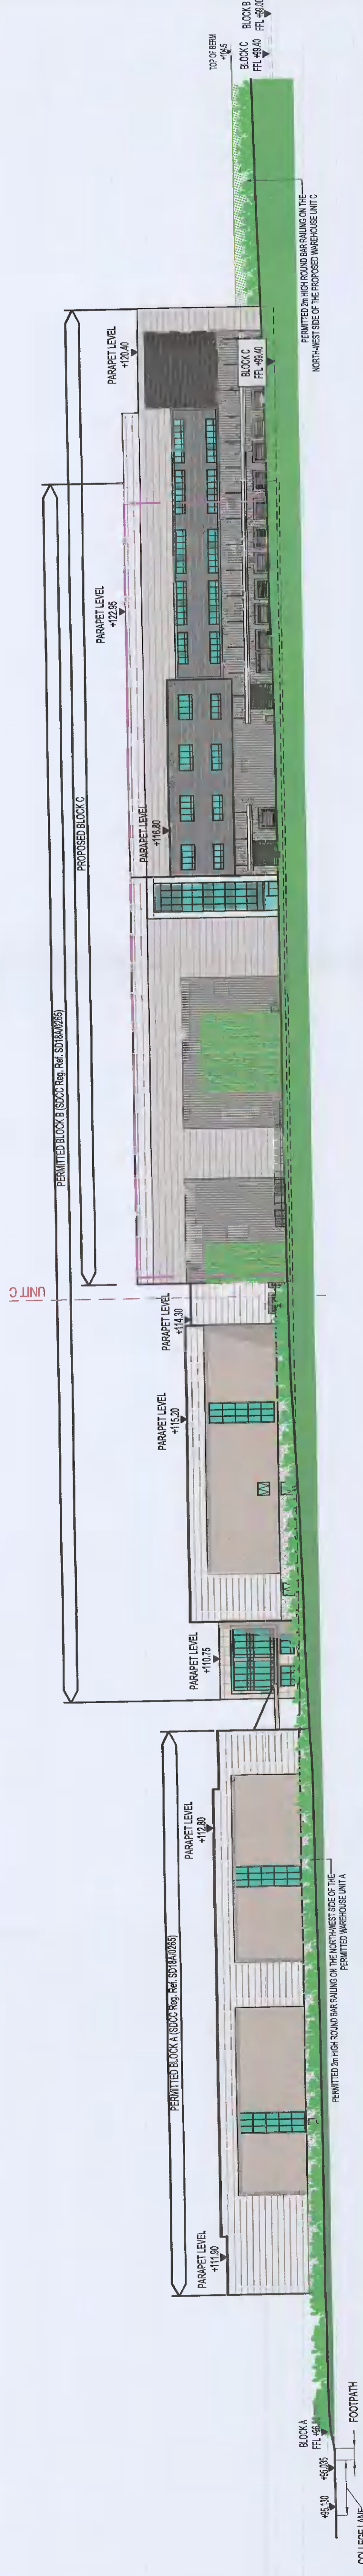 COLLEGE LANE
+95.130
+95.035
FOOTPATH
BLOCK A
PARAPET LEVEL
+111.90
PERMITTED BLOCK A (SDCC Reg. Ref. SD18A/0265)
PERMITTED 2m HIGH ROUND BAR RAILING ON THE NORTH-WEST SIDE OF THE
PERMITTED WAREHOUSE UNIT A
PARAPET LEVEL
+112.80
PARAPET LEVEL
+110.75
PARAPET LEVEL
+115.20
PARAPET LEVEL
+114.30
UNIT C
PERMITTED BLOCK B (SDCC Reg. Ref. SD18A/0265)
PROPOSED BLOCK C
PARAPET LEVEL
+116.80
PARAPET LEVEL
+122.95
PARAPET LEVEL
+120.40
BLOCK C
FFL +99.40
PERMITTED 2m HIGH ROUND BAR RAILING ON THE
NORTH-WEST SIDE OF THE PROPOSED WAREHOUSE UNIT C
TOP OF BERM
BLOCK C
FFL +99.40
BLOCK B